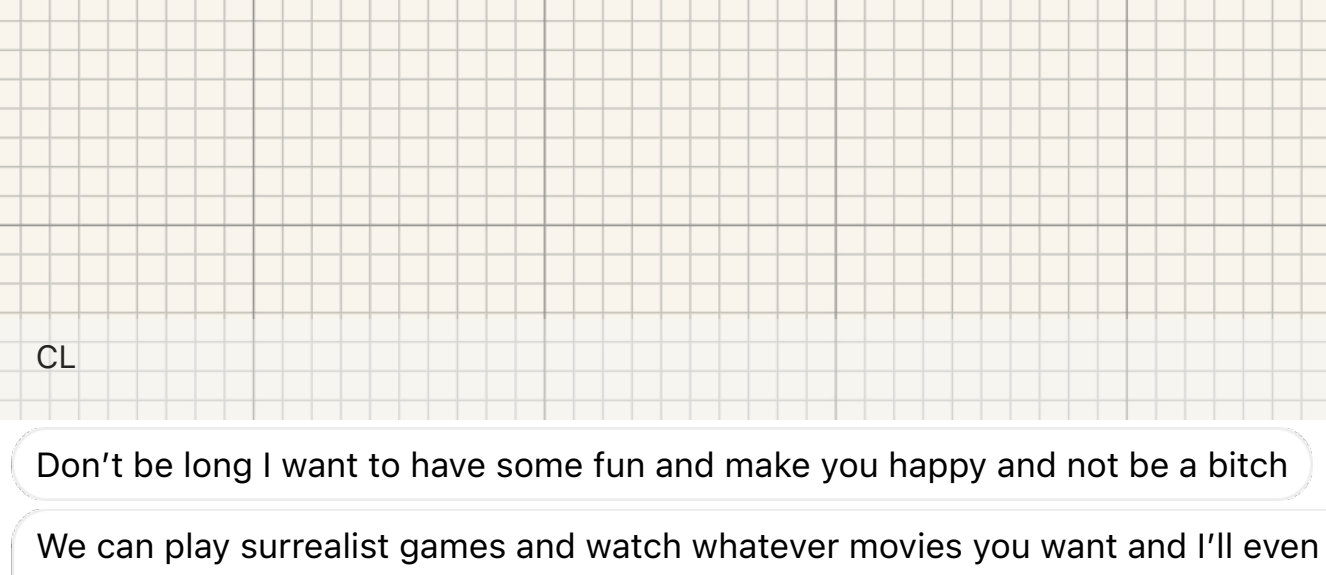 CL
Don’t be long I want to have some fun and make you happy and not be a bitch
We can play surrealist games and watch whatever movies you want and I’ll even